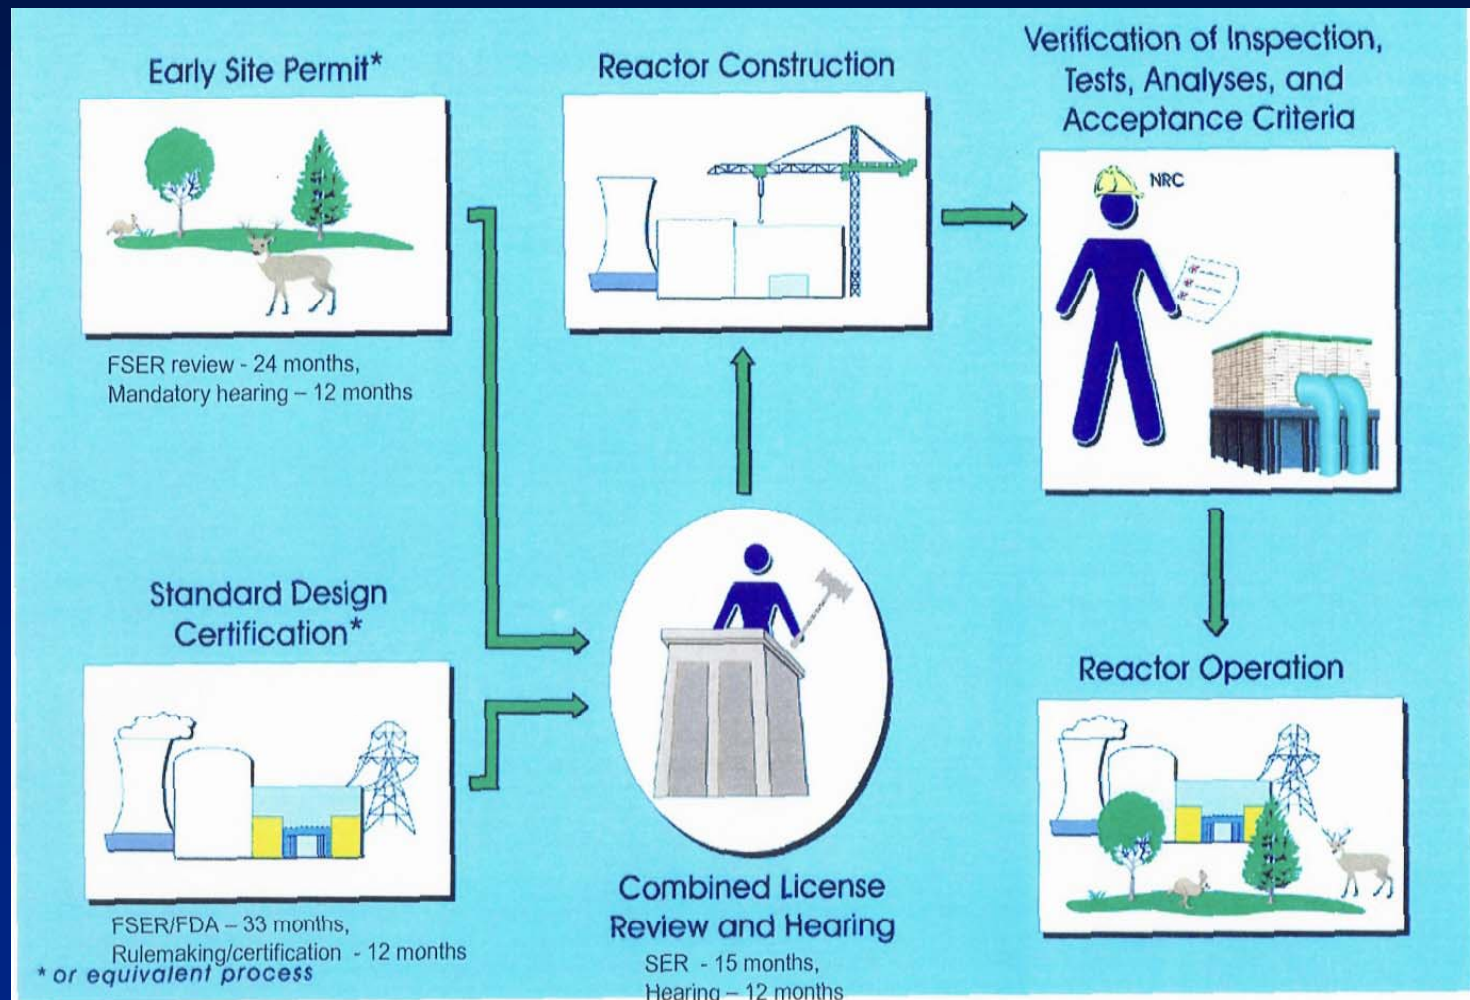 Early Site Permit*
FSER review - 24 months,
Mandatory hearing – 12 months
Standard Design
Certification*
FSER/FDA – 33 months,
Rulemaking/certification - 12 months
* or equivalent process
Reactor Construction
Combined License
Review and Hearing
SER - 15 months,
Hearing – 12 months
Verification of Inspection,
Tests, Analyses, and
Acceptance Criteria
NRC
Reactor Operation